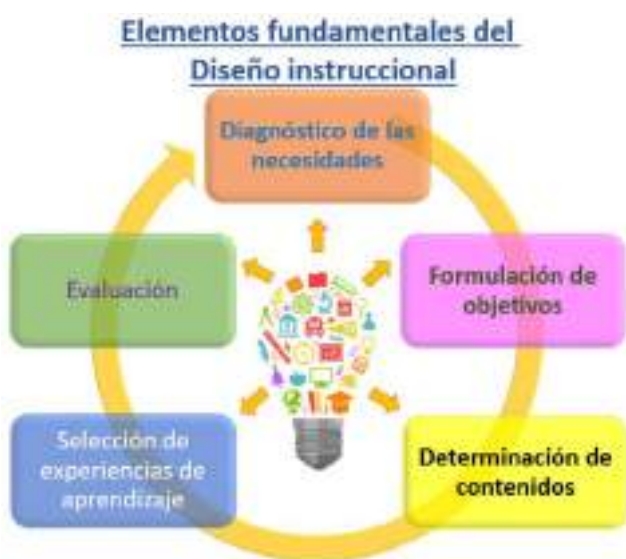 Elementos fundamentales del
Diseño instruccional
Diagnóstico de las
necesidades
Formulación de
objetivos
Determinación de
contenidos
Selección de
experiencias de
aprendizaje
Evaluación